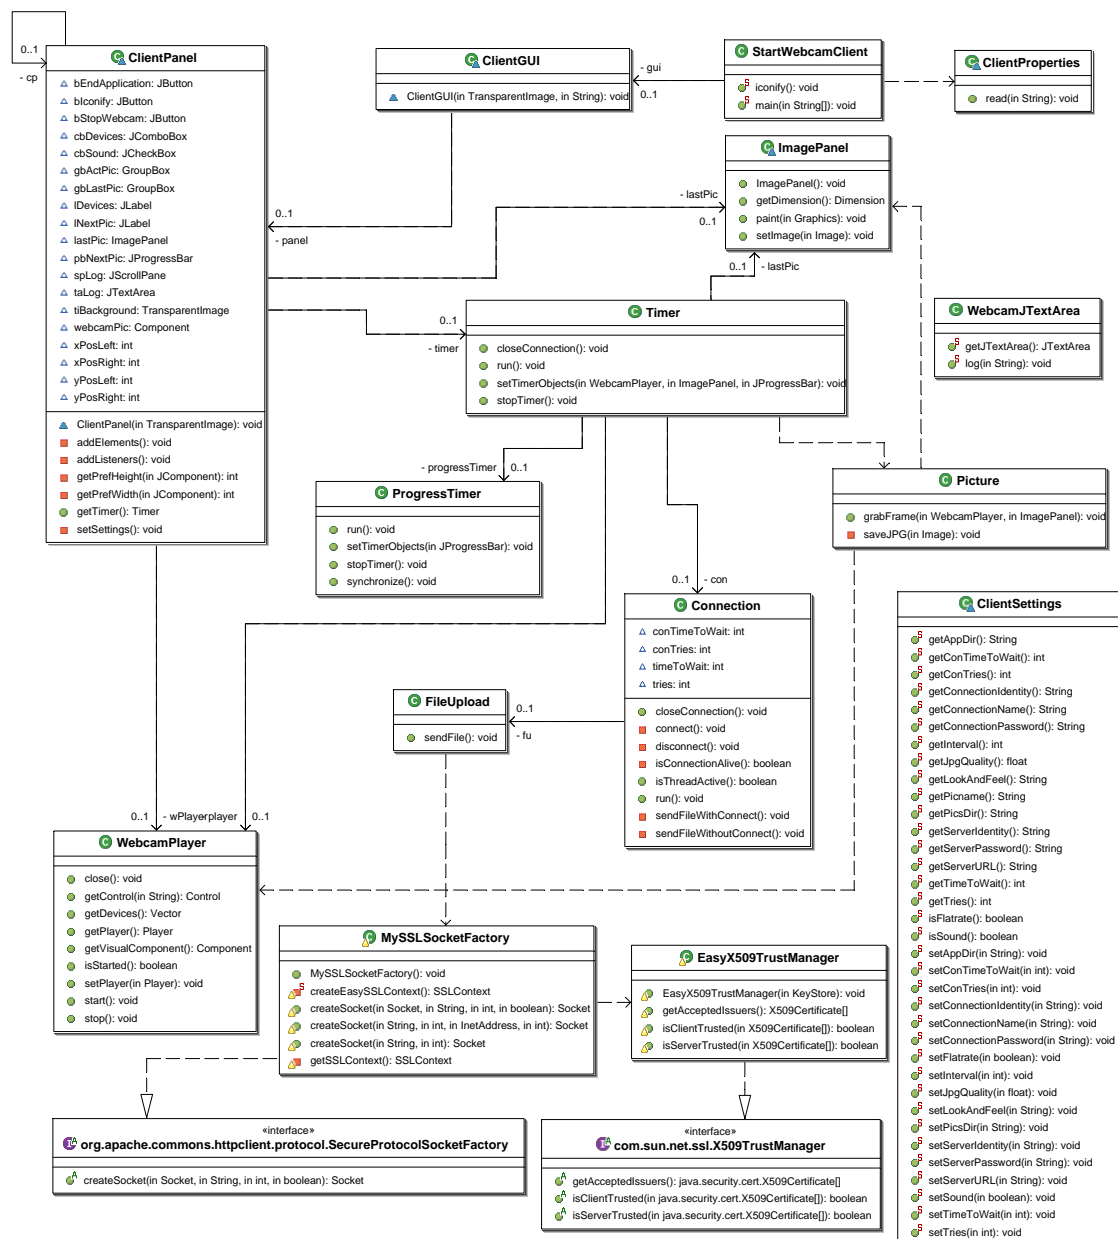 0..1
- cp
ClientPanel
bEndApplication: JButton
bIconify: JButton
bStopWebcam: JButton
cbDevices: JComboBox
cbSound: JCheckBox
gbActPic: GroupBox
gbLastPic: GroupBox
lDevices: JLabel
lNextPic: JLabel
lastPic: ImagePanel
pbNextPic: JProgressBar
spLog: JScrollPane
taLog: JTextArea
tiBackground: TransparentImage
webcamPic: Component
xPosLeft: int
xPosRight: int
yPosLeft: int
yPosRight: int
ClientPanel(in TransparentImage): void
addElements(): void
addListeners(): void
getPrefHeight(in JComponent): int
getPrefWidth(in JComponent): int
getTimer(): Timer
setSettings(): void
ClientGUI
ClientGUI(in TransparentImage, in String): void
- gui
0..1
StartWebcamClient
iconify(): void
main(in String[]): void
ClientProperties
read(in String): void
0..1
- panel
- lastPic
0..1
ImagePanel
ImagePanel(): void
getDimension(): Dimension
paint(in Graphics): void
setImage(in Image): void
0..1
- lastPic
0..1
- timer
Timer
closeConnection(): void
run(): void
setTimerObjects(in WebcamPlayer, in ImagePanel, in JProgressBar): void
stopTimer(): void
WebcamJTextArea
getJTextArea(): JTextArea
log(in String): void
- progressTimer
0..1
ProgressTimer
run(): void
setTimerObjects(in JProgressBar): void
stopTimer(): void
synchronize(): void
Picture
grabFrame(in WebcamPlayer, in ImagePanel): void
saveJPG(in Image): void
0..1
- con
Connection
conTimeToWait: int
conTries: int
timeToWait: int
tries: int
closeConnection(): void
connect(): void
disconnect(): void
isConnectionAlive(): boolean
isThreadActive(): boolean
run(): void
sendFileWithConnect(): void
sendFileWithoutConnect(): void
FileUpload
sendFile(): void
0..1
- fu
ClientSettings
getAppDir(): String
getConTimeToWait(): int
getConTries(): int
getConnectionIdentity(): String
getConnectionName(): String
getConnectionPassword(): String
getInterval(): int
getJpgQuality(): float
getLookAndFeel(): String
getPicname(): String
getPicsDir(): String
getServerIdentity(): String
getServerPassword(): String
getServerURL(): String
getTimeToWait(): int
getTries(): int
isFlatrate(): boolean
isSound(): boolean
setAppDir(in String): void
setConTimeToWait(in int): void
setConTries(in int): void
setConnectionIdentity(in String): void
setConnectionName(in String): void
setConnectionPassword(in String): void
setFlatrate(in boolean): void
setInterval(in int): void
setJpgQuality(in float): void
setLookAndFeel(in String): void
setPicsDir(in String): void
setServerIdentity(in String): void
setServerPassword(in String): void
setServerURL(in String): void
setSound(in boolean): void
setTimeToWait(in int): void
setTries(in int): void
0..1
- wPlayer
player
0..1
WebcamPlayer
close(): void
getControl(in String): Control
getDevices(): Vector
getPlayer(): Player
getVisualComponent(): Component
isStarted(): boolean
setPlayer(in Player): void
start(): void
stop(): void
MySSLSocketFactory
MySSLSocketFactory(): void
createEasySSLContext(): SSLContext
createSocket(in Socket, in String, in int, in boolean): Socket
createSocket(in String, in int, in InetAddress, in int): Socket
createSocket(in String, in int): Socket
getSSLContext(): SSLContext
EasyX509TrustManager
EasyX509TrustManager(in KeyStore): void
getAcceptedIssuers(): X509Certificate[]
isClientTrusted(in X509Certificate[]): boolean
isServerTrusted(in X509Certificate[]): boolean
«interface»
org.apache.commons.httpclient.protocol.SecureProtocolSocketFactory
createSocket(in Socket, in String, in int, in boolean): Socket
«interface»
com.sun.net.ssl.X509TrustManager
getAcceptedIssuers(): java.security.cert.X509Certificate[]
isClientTrusted(in java.security.cert.X509Certificate[]): boolean
isServerTrusted(in java.security.cert.X509Certificate[]): boolean